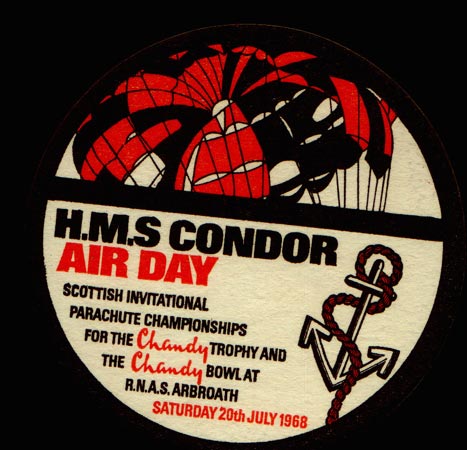 H.M.S CONDOR
AIR DAY
SCOTTISH INVITATIONAL
PARACHUTE CHAMPIONSHIPS
FOR THE Chandy TROPHY AND
THE Chandy BOWL AT
R.N.A.S. ARBROATH
SATURDAY 20th JULY 1968